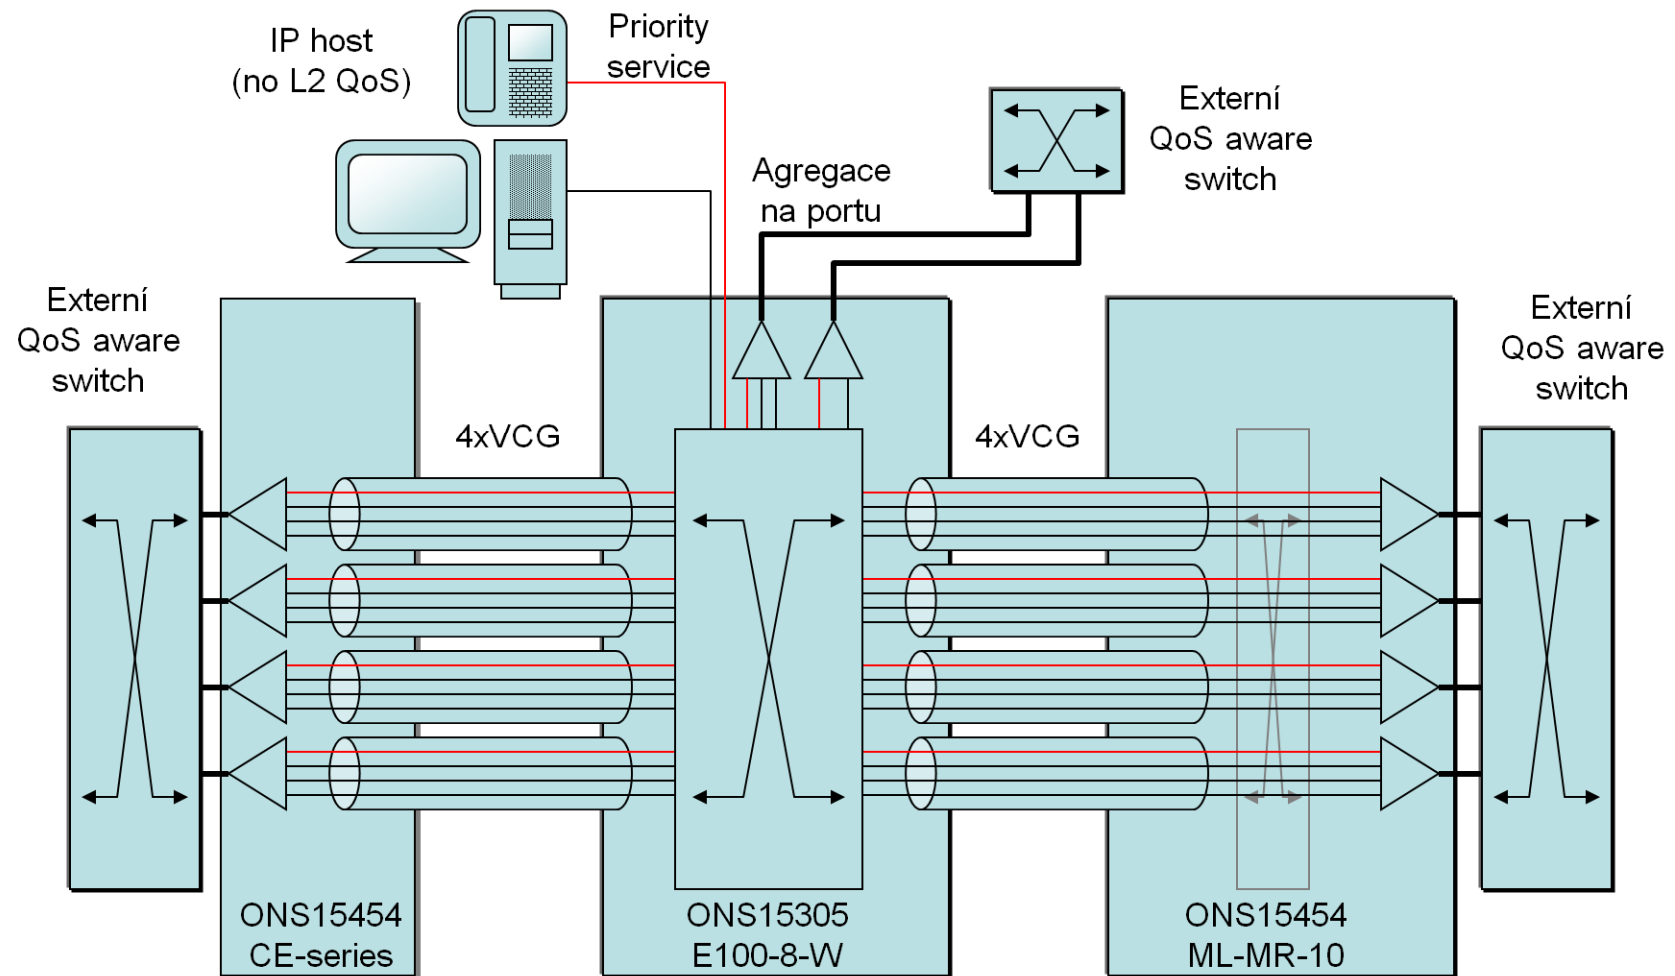 IP host
(no L2 QoS)
Priority
service
Externí
QoS aware
switch
Agregace
na portu
Externí
QoS aware
switch
Externí
QoS aware
switch
4xVCG
4xVCG
ONS15454
CE-series
ONS15305
E100-8-W
ONS15454
ML-MR-10